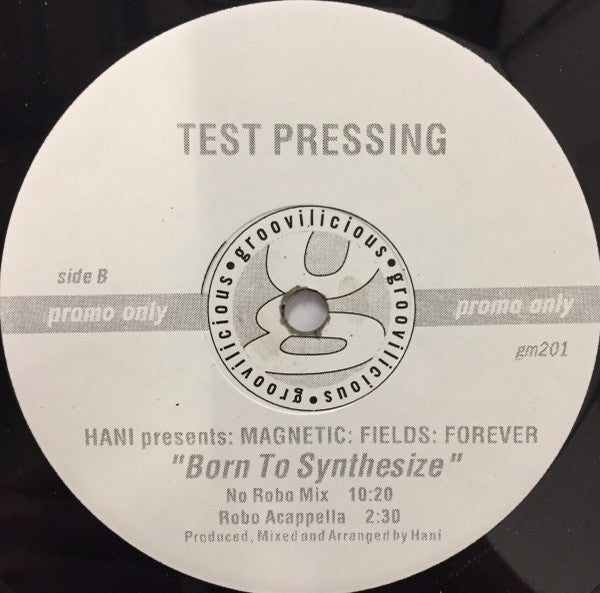 TEST PRESSING
groovilicious • groovilicious • groovilicious •
side B
promo only promo only
gm201
HANI presents: MAGNETIC: FIELDS: FOREVER
"Born To Synthesize"
No Robo Mix 10:20
Robo Acappella 2:30
Produced, Mixed and Arranged by Hani